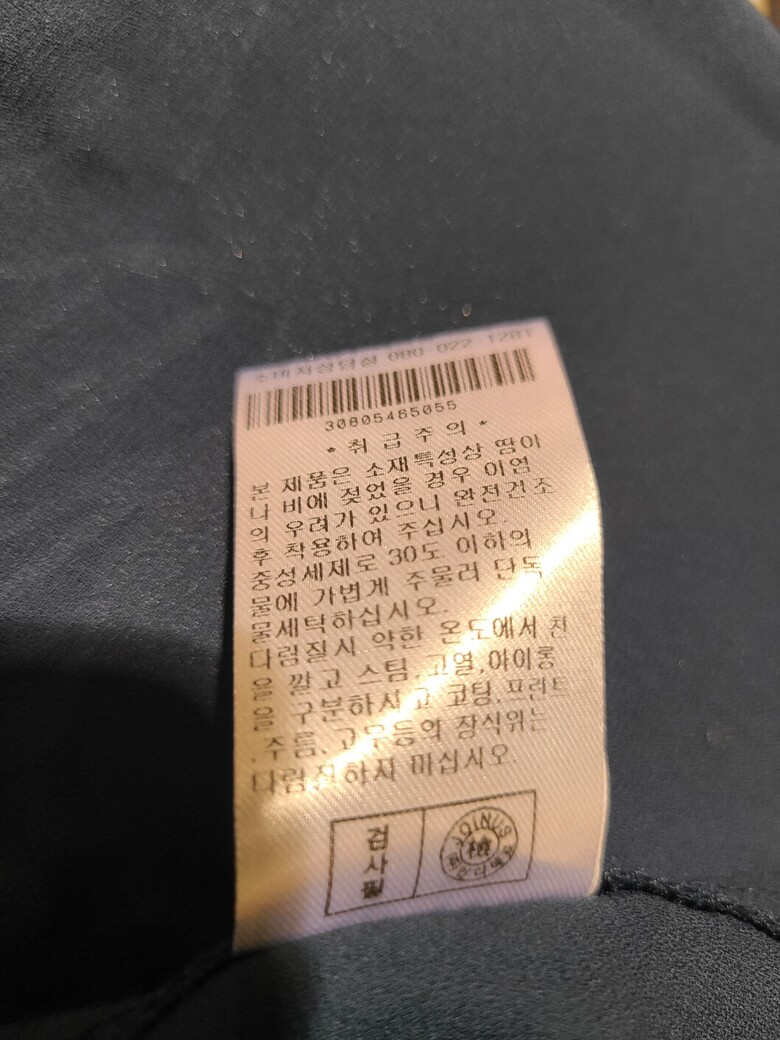 소비자상담실 080-022-1281
30805465055
*취급주의*
본 제품은 소재특성상 땀이
나 비에 젖었을 경우 이염
의 우려가 있으니 완전건조
후 착용하여 주십시오.
중성세제로 30도 이하의
물에 가볍게 주물러 단독
물세탁하십시오.
다림질시 약한 온도에서 천
을 깔고 스팀,고열,아이롱
을 구분하시고 코팅,프린트
,주름,고무등의 장식위는
다림질하지 마십시오.
검사필
JOINUS
檢